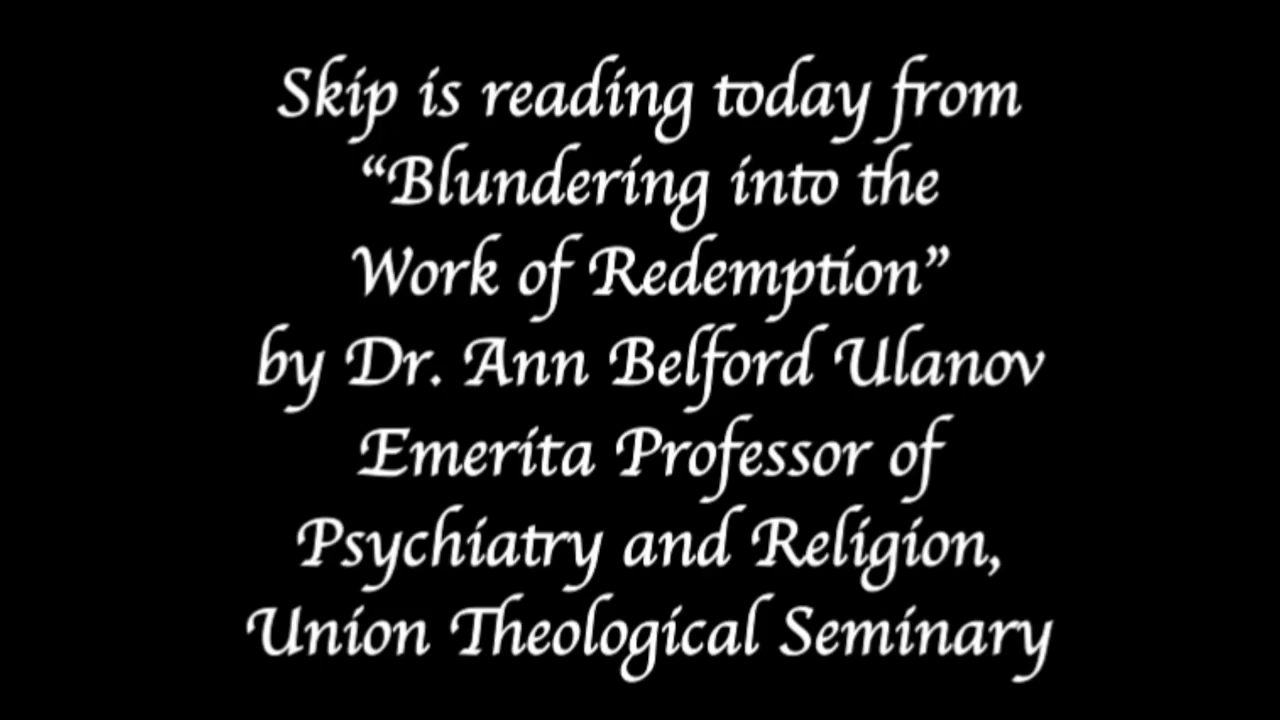 Skip is reading today from
“Blundering into the
Work of Redemption”
by Dr. Ann Belford Ulanov
Emerita Professor of
Psychiatry and Religion,
Union Theological Seminary